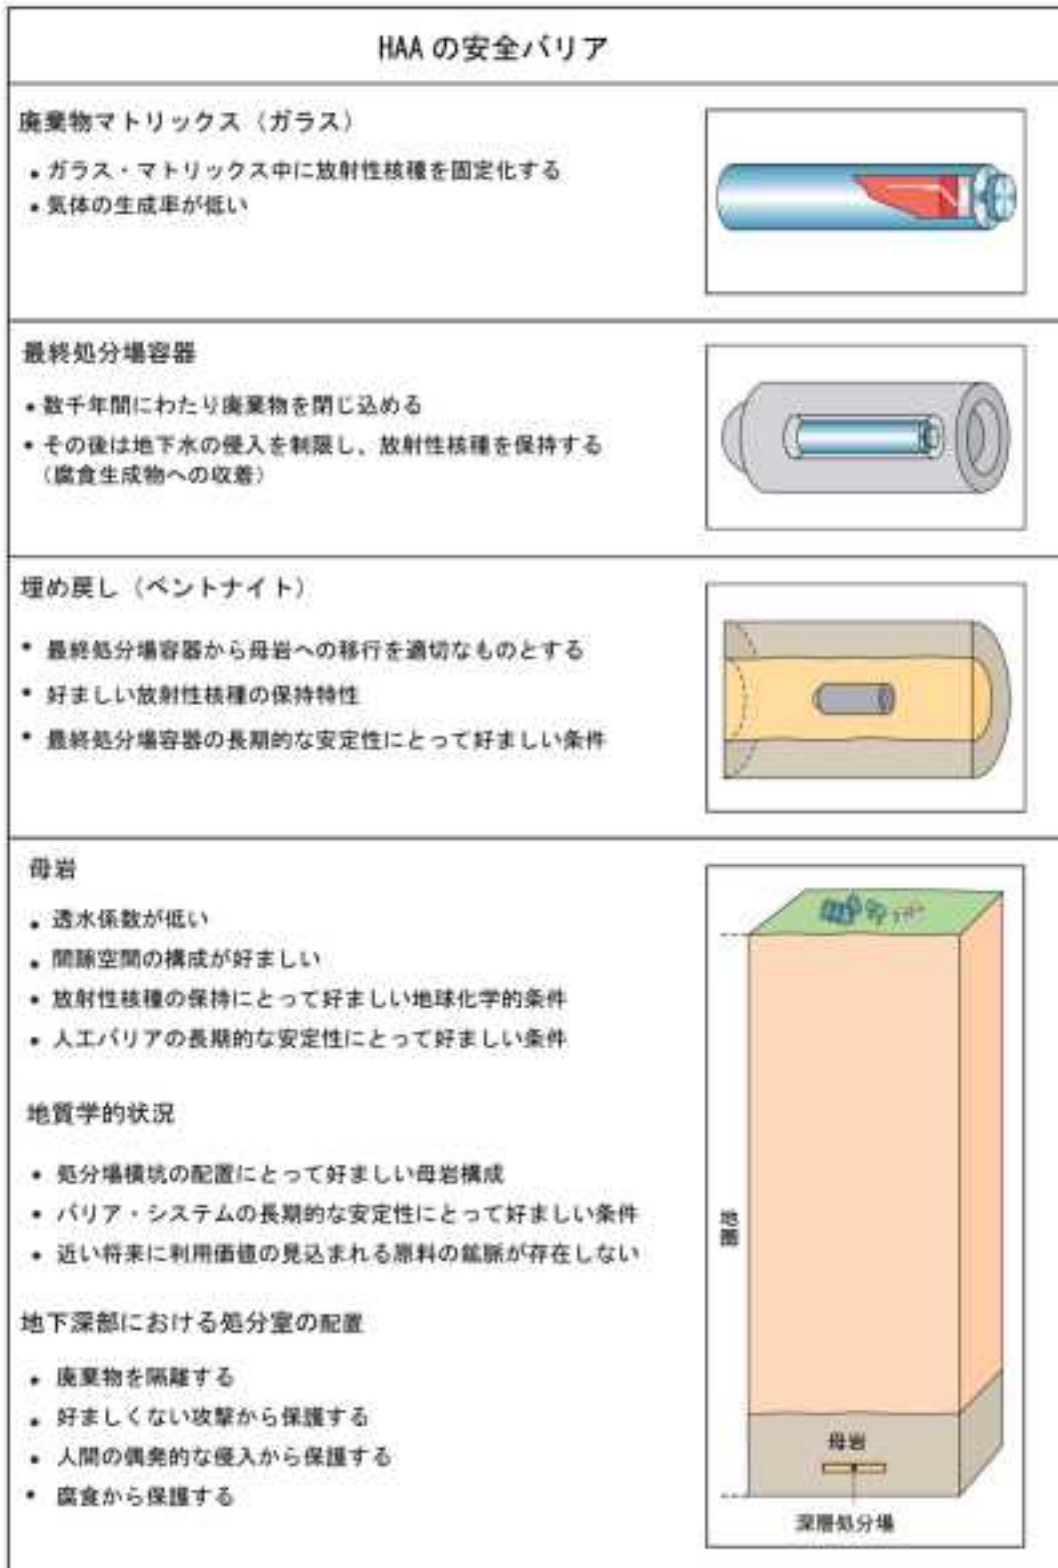 HAA の安全バリア
廃棄物マトリックス（ガラス）
• ガラス・マトリックス中に放射性核種を固定化する
• 気体の生成率が低い
最終処分場容器
• 数千年間にわたり廃棄物を閉じ込める
• その後は地下水の侵入を制限し、放射性核種を保持する
（腐食生成物への収着）
埋め戻し（ベントナイト）
• 最終処分場容器から母岩への移行を適切なものとする
• 好ましい放射性核種の保持特性
• 最終処分場容器の長期的な安定性にとって好ましい条件
母岩
• 透水係数が低い
• 間隙空間の構成が好ましい
• 放射性核種の保持にとって好ましい地球化学的条件
• 人工バリアの長期的な安定性にとって好ましい条件
地質学的状況
• 処分場横坑の配置にとって好ましい母岩構成
• バリア・システムの長期的な安定性にとって好ましい条件
• 近い将来に利用価値の見込まれる原料の鉱脈が存在しない
地下深部における処分室の配置
• 廃棄物を隔離する
• 好ましくない攻撃から保護する
• 人間の偶発的な侵入から保護する
• 腐食から保護する
地圏
母岩
深層処分場